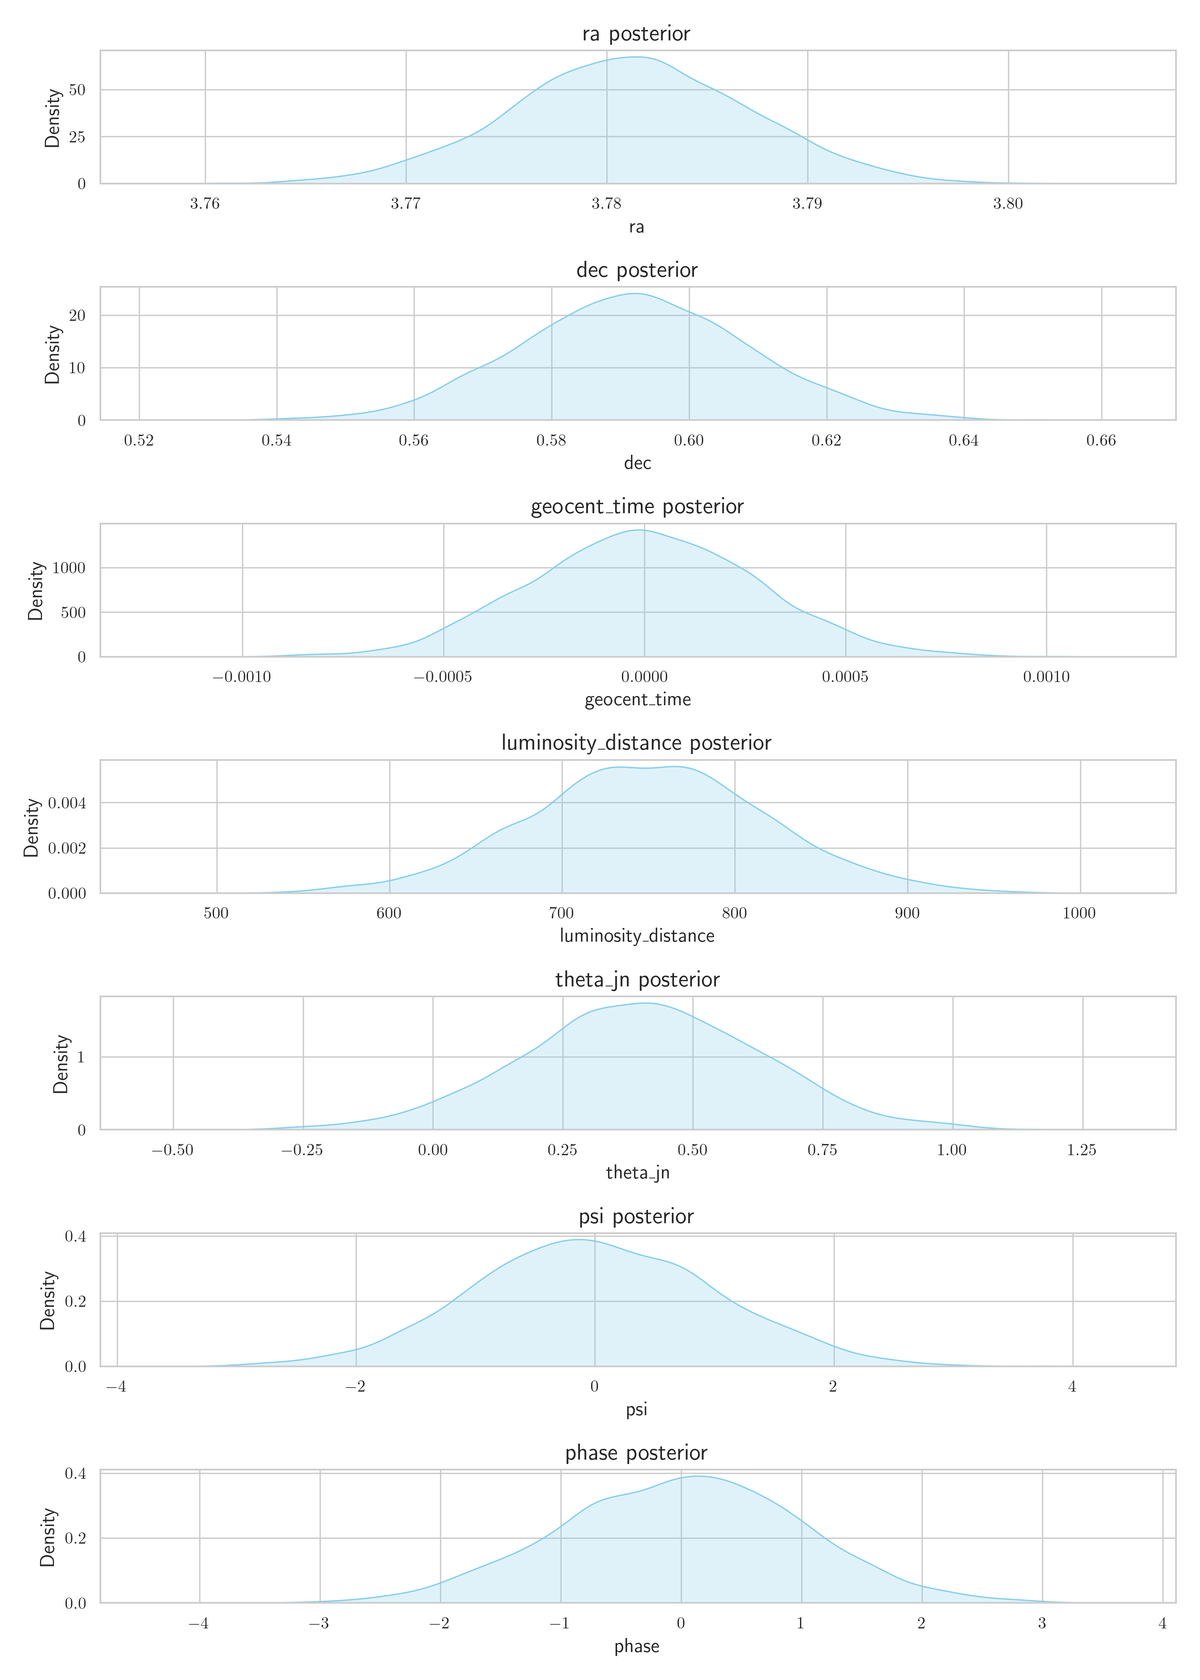 ra posterior
Density
50
25
0
3.76 3.77 3.78 3.79 3.80
ra
dec posterior
Density
20
10
0
0.52 0.54 0.56 0.58 0.60 0.62 0.64 0.66
dec
geocent_time posterior
Density
1000
500
0
−0.0010 −0.0005 0.0000 0.0005 0.0010
geocent_time
luminosity_distance posterior
Density
0.004
0.002
0.000
500 600 700 800 900 1000
luminosity_distance
theta_jn posterior
Density
1
0
−0.50 −0.25 0.00 0.25 0.50 0.75 1.00 1.25
theta_jn
psi posterior
Density
0.4
0.2
0.0
−4 −2 0 2 4
psi
phase posterior
Density
0.4
0.2
0.0
−4 −3 −2 −1 0 1 2 3 4
phase